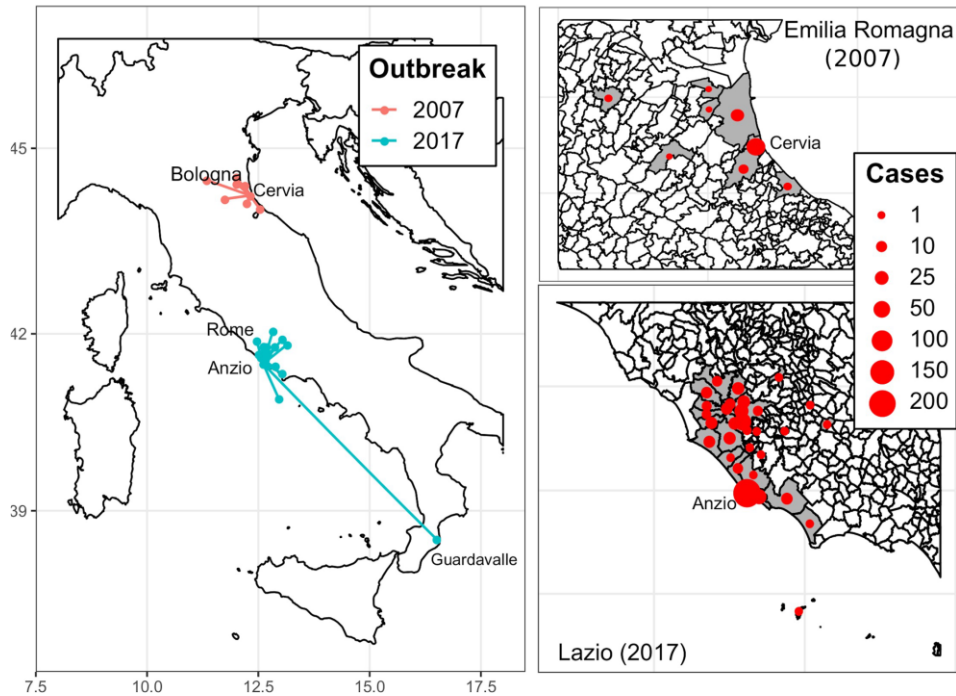 Outbreak
2007
2017
45
42
39
7.5
10.0
12.5
15.0
17.5
Bologna
Cervia
Rome
Anzio
Guardavalle
Emilia Romagna
(2007)
Cervia
Cases
1
10
25
50
100
150
200
Anzio
Lazio (2017)